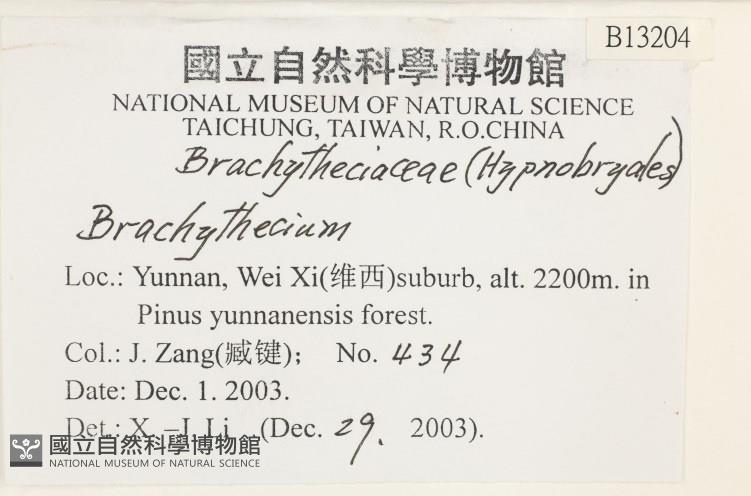 B13204
國立自然科學博物館
NATIONAL MUSEUM OF NATURAL SCIENCE
TAICHUNG, TAIWAN, R.O.CHINA
Brachytheciaceae (Hypnobryales)
Brachythecium
Loc.: Yunnan, Wei Xi(维西)suburb, alt. 2200m. in
Pinus yunnanensis forest.
Col.: J. Zang(臧键); No. 434
Date: Dec. 1. 2003.
Det.: X. –J. Li (Dec. 29. 2003).
國立自然科學博物館
NATIONAL MUSEUM OF NATURAL SCIENCE